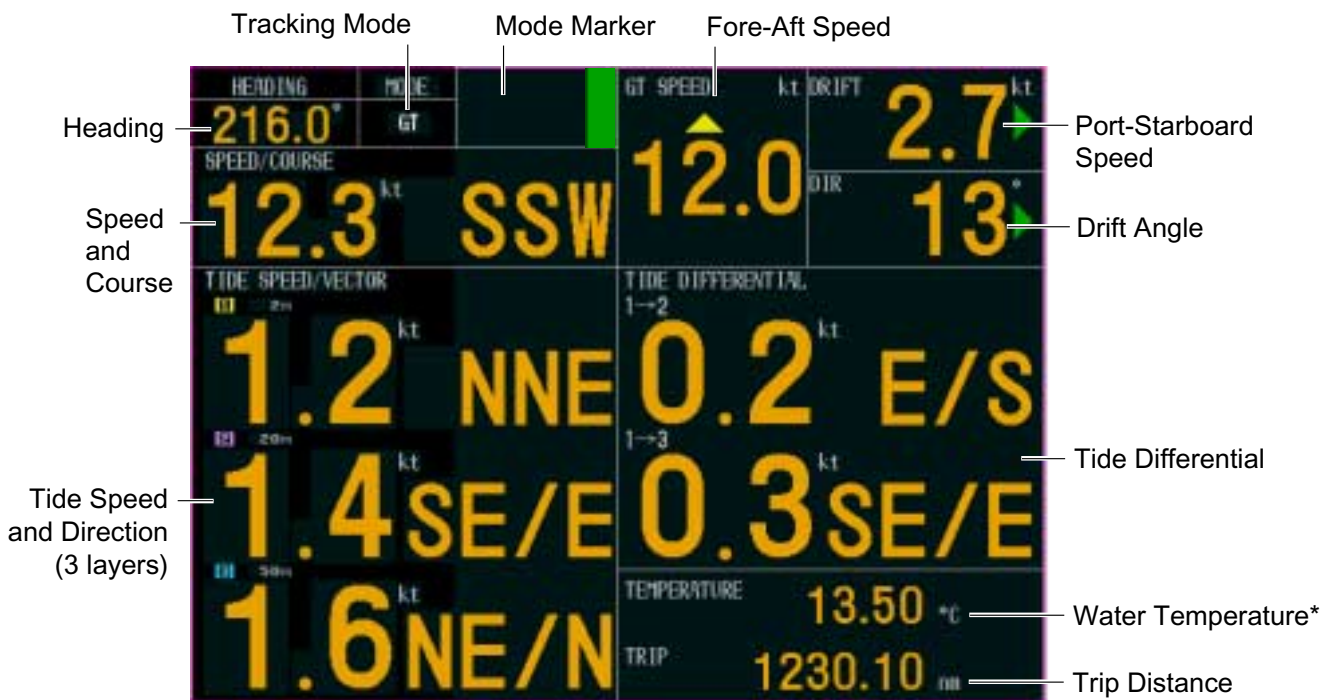 Tracking Mode
Mode Marker
Fore-Aft Speed
HEADING
MODE
GT SPEED
kt
DRIFT
2.7
kt
Heading
216.0°
GT
12.0
Port-Starboard
Speed
SPEED/COURSE
12.3
kt
SSW
DIR
13
°
Drift Angle
Speed
and
Course
TIDE SPEED/VECTOR
1
2m
1.2
kt
NNE
TIDE DIFFERENTIAL
1→2
0.2
kt
E/S
2
20m
1.4
kt
SE/E
1→3
0.3
kt
SE/E
Tide Differential
Tide Speed
and Direction
(3 layers)
3
50m
1.6
kt
NE/N
TEMPERATURE
13.50
°C
Water Temperature*
TRIP
1230.10
nm
Trip Distance